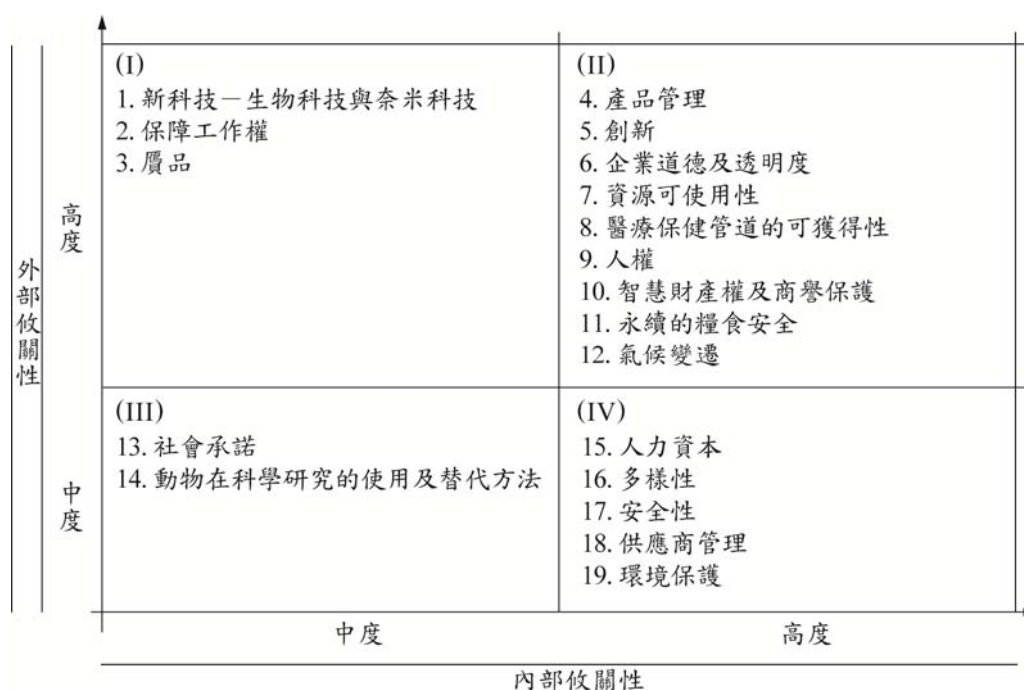 (I)
1. 新科技－生物科技與奈米科技
2. 保障工作權
3. 贋品
(II)
4. 產品管理
5. 創新
6. 企業道德及透明度
7. 資源可使用性
8. 醫療保健管道的可獲得性
9. 人權
10. 智慧財產權及商譽保護
11. 永續的糧食安全
12. 氣候變遷
高度
外部攸關性
(III)
13. 社會承諾
14. 動物在科學研究的使用及替代方法
(IV)
15. 人力資本
16. 多樣性
17. 安全性
18. 供應商管理
19. 環境保護
中度
中度
高度
內部攸關性